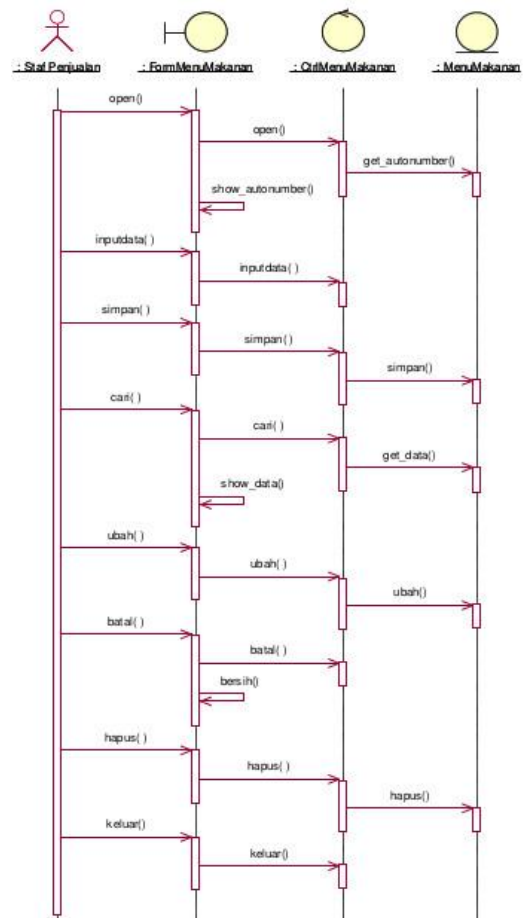 : Staf Penjualan : FormMenuMakanan : CtrlMenuMakanan : MenuMakanan
open()
open()
get_autonumber()
show_autonumber()
inputdata( )
inputdata( )
simpan( )
simpan( )
simpan()
cari( )
cari( )
get_data()
show_data()
ubah( )
ubah( )
ubah()
batal( )
batal( )
bersih()
hapus( )
hapus( )
hapus()
keluar()
keluar()